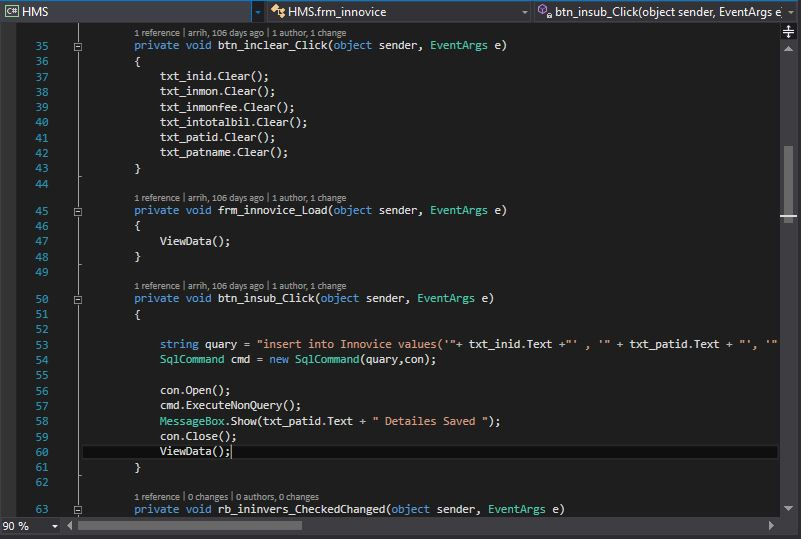 C# HMS HMS.frm_innovice btn_insub_Click(object sender, EventArgs e
1 reference | arrih, 106 days ago | 1 author, 1 change
35 private void btn_inclear_Click(object sender, EventArgs e)
36 {
37 txt_inid.Clear();
38 txt_inmon.Clear();
39 txt_inmonfee.Clear();
40 txt_intotalbil.Clear();
41 txt_patid.Clear();
42 txt_patname.Clear();
43 }
44
1 reference | arrih, 106 days ago | 1 author, 1 change
45 private void frm_innovice_Load(object sender, EventArgs e)
46 {
47 ViewData();
48 }
49
1 reference | arrih, 106 days ago | 1 author, 1 change
50 private void btn_insub_Click(object sender, EventArgs e)
51 {
52
53 string quary = "insert into Innovice values('"+ txt_inid.Text +"' , '" + txt_patid.Text + "', '"
54 SqlCommand cmd = new SqlCommand(quary,con);
55
56 con.Open();
57 cmd.ExecuteNonQuery();
58 MessageBox.Show(txt_patid.Text + " Detailes Saved ");
59 con.Close();
60 ViewData();
61 }
62
1 reference | 0 changes | 0 authors, 0 changes
63 private void rb_ininvers_CheckedChanged(object sender, EventArgs e)
90 %